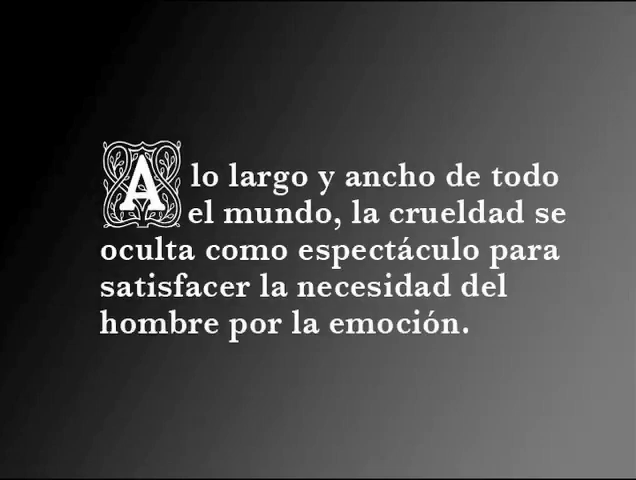 A lo largo y ancho de todo
el mundo, la crueldad se
oculta como espectáculo para
satisfacer la necesidad del
hombre por la emoción.